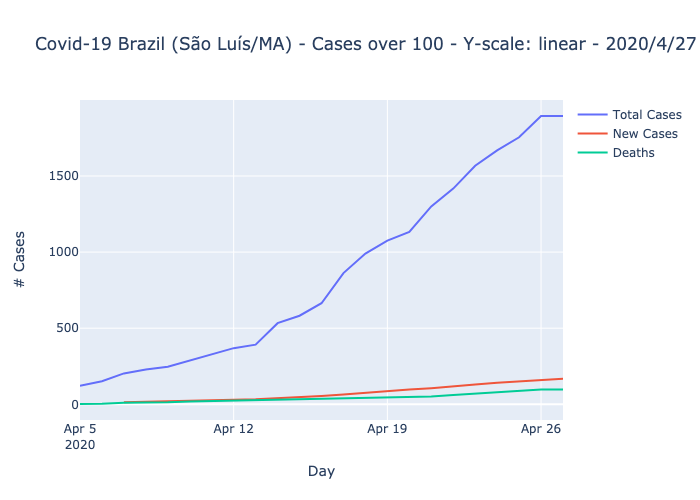 Covid-19 Brazil (São Luís/MA) - Cases over 100 - Y-scale: linear - 2020/4/27
Total Cases
New Cases
Deaths
1500
1000
500
0
# Cases
Apr 5
2020
Apr 12
Apr 19
Apr 26
Day